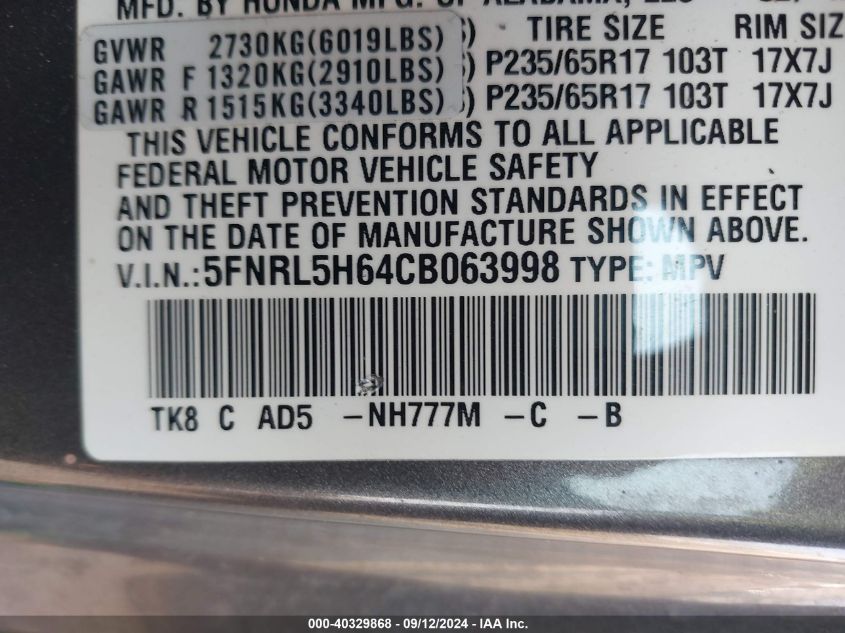 MFD. BY HONDA MFG. OF ALABAMA, LLC
TIRE SIZE RIM SIZ
GVWR 2730KG(6019LBS)
GAWR F 1320KG(2910LBS) P235/65R17 103T 17X7J
GAWR R 1515KG(3340LBS) P235/65R17 103T 17X7J
THIS VEHICLE CONFORMS TO ALL APPLICABLE
FEDERAL MOTOR VEHICLE SAFETY
AND THEFT PREVENTION STANDARDS IN EFFECT
ON THE DATE OF MANUFACTURE SHOWN ABOVE.
V.I.N.:5FNRL5H64CB063998 TYPE: MPV
TK8 C AD5 -NH777M -C -B
000-40329868 - 09/12/2024 - IAA Inc.